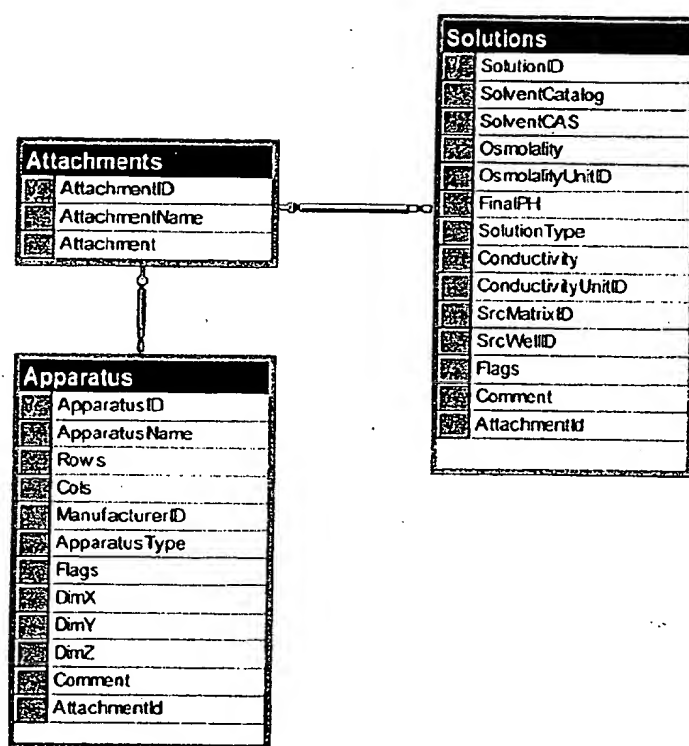 Attachments
AttachmentID
AttachmentName
Attachment
Solutions
SolutionID
SolventCatalog
SolventCAS
Osmolality
OsmolalityUnitID
FinalPH
SolutionType
Conductivity
ConductivityUnitID
SrcMatrixID
SrcWellID
Flags
Comment
AttachmentId
Apparatus
ApparatusID
ApparatusName
Rows
Cols
ManufacturerID
ApparatusType
Flags
DimX
DimY
DimZ
Comment
AttachmentId